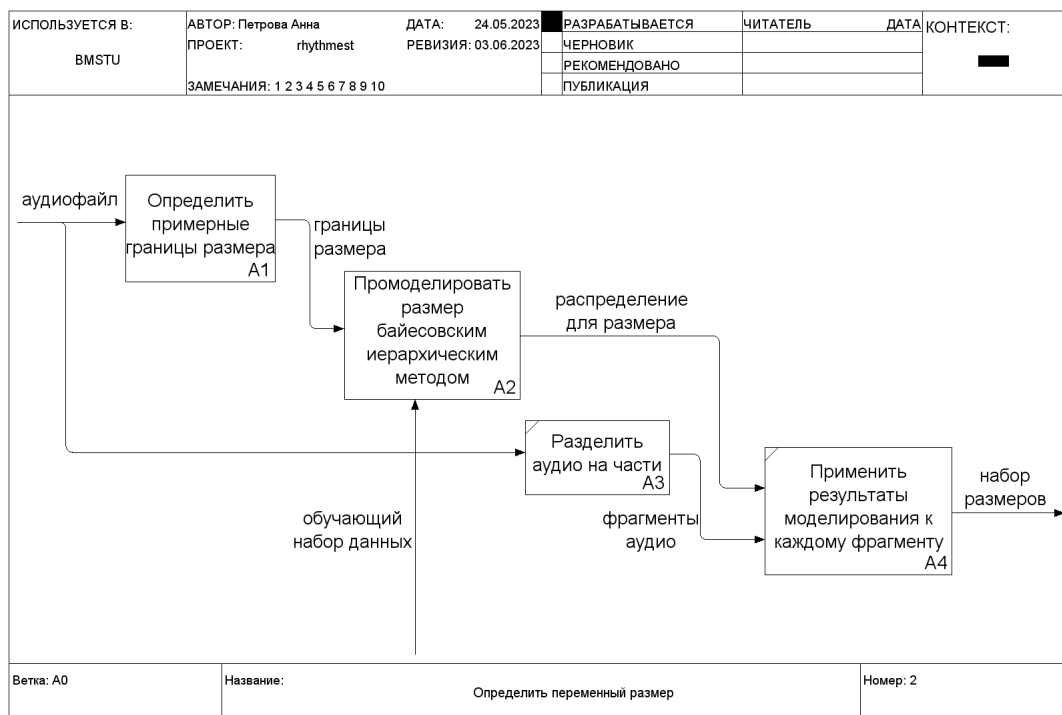 ИСПОЛЬЗУЕТСЯ В:
BMSTU
АВТОР: Петрова Анна
ДАТА: 24.05.2023
ПРОЕКТ: rhythmest
РЕВИЗИЯ: 03.06.2023
ЗАМЕЧАНИЯ: 1 2 3 4 5 6 7 8 9 10
РАЗРАБАТЫВАЕТСЯ
ЧЕРНОВИК
РЕКОМЕНДОВАНО
ПУБЛИКАЦИЯ
ЧИТАТЕЛЬ ДАТА
КОНТЕКСТ:
аудиофайл
Определить
примерные
границы размера
A1
границы
размера
Промоделировать
размер
байесовским
иерархическим
методом
A2
распределение
для размера
Разделить
аудио на части
A3
обучающий
набор данных
фрагменты
аудио
Применить
результаты
моделирования к
каждому фрагменту
A4
набор
размеров
Ветка: A0
Название:
Определить переменный размер
Номер: 2